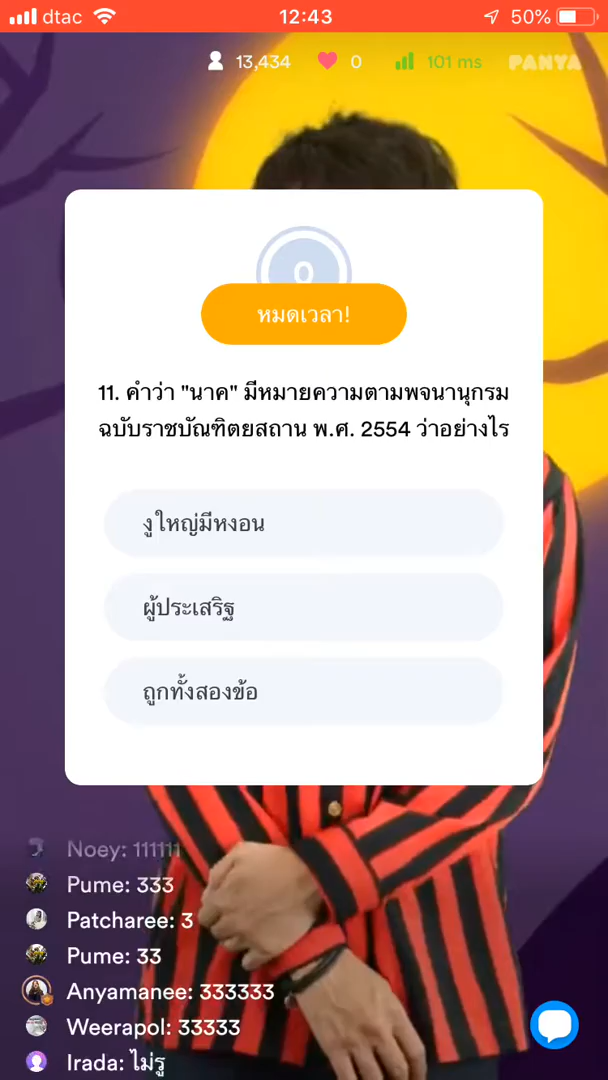 dtac
12:43
50%
13,434
0
101 ms
PANYA
0
หมดเวลา!
11. คำว่า "นาค" มีหมายความตามพจนานุกรม
ฉบับราชบัณฑิตยสถาน พ.ศ. 2554 ว่าอย่างไร
งูใหญ่มีหงอน
ผู้ประเสริฐ
ถูกทั้งสองข้อ
Noey: 111111
Pume: 333
Patcharee: 3
Pume: 33
Anyamanee: 333333
Weerapol: 33333
Irada: ไม่รู